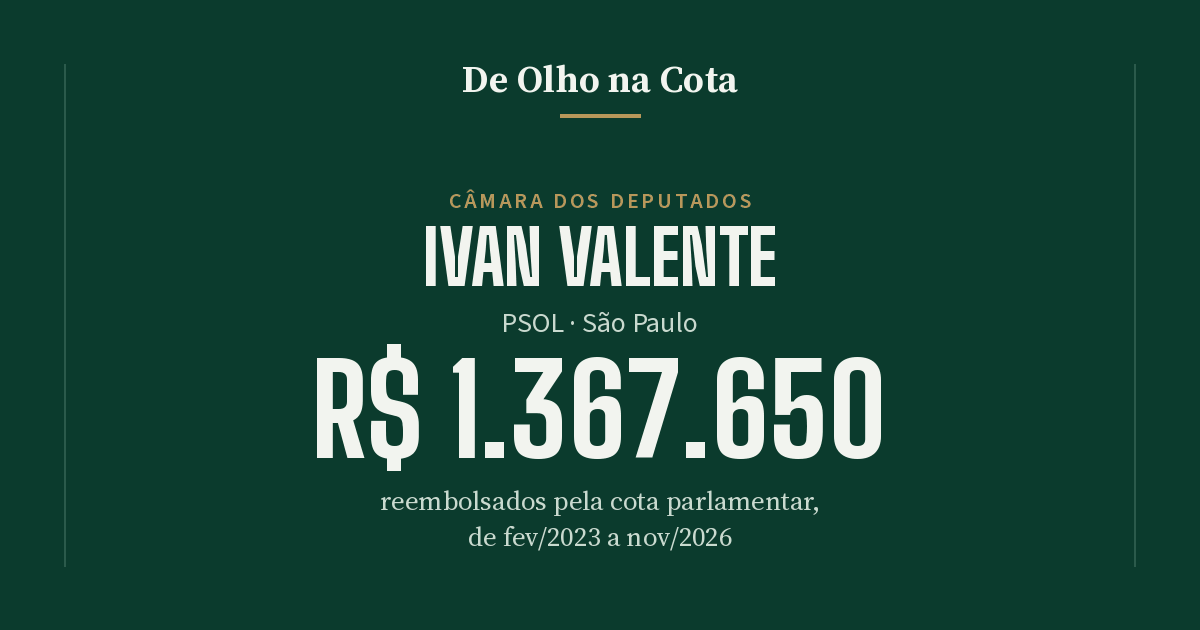 De Olho na Cota
CÂMARA DOS DEPUTADOS
IVAN VALENTE
PSOL · São Paulo
R$ 1.367.650
reembolsados pela cota parlamentar,
de fev/2023 a nov/2026